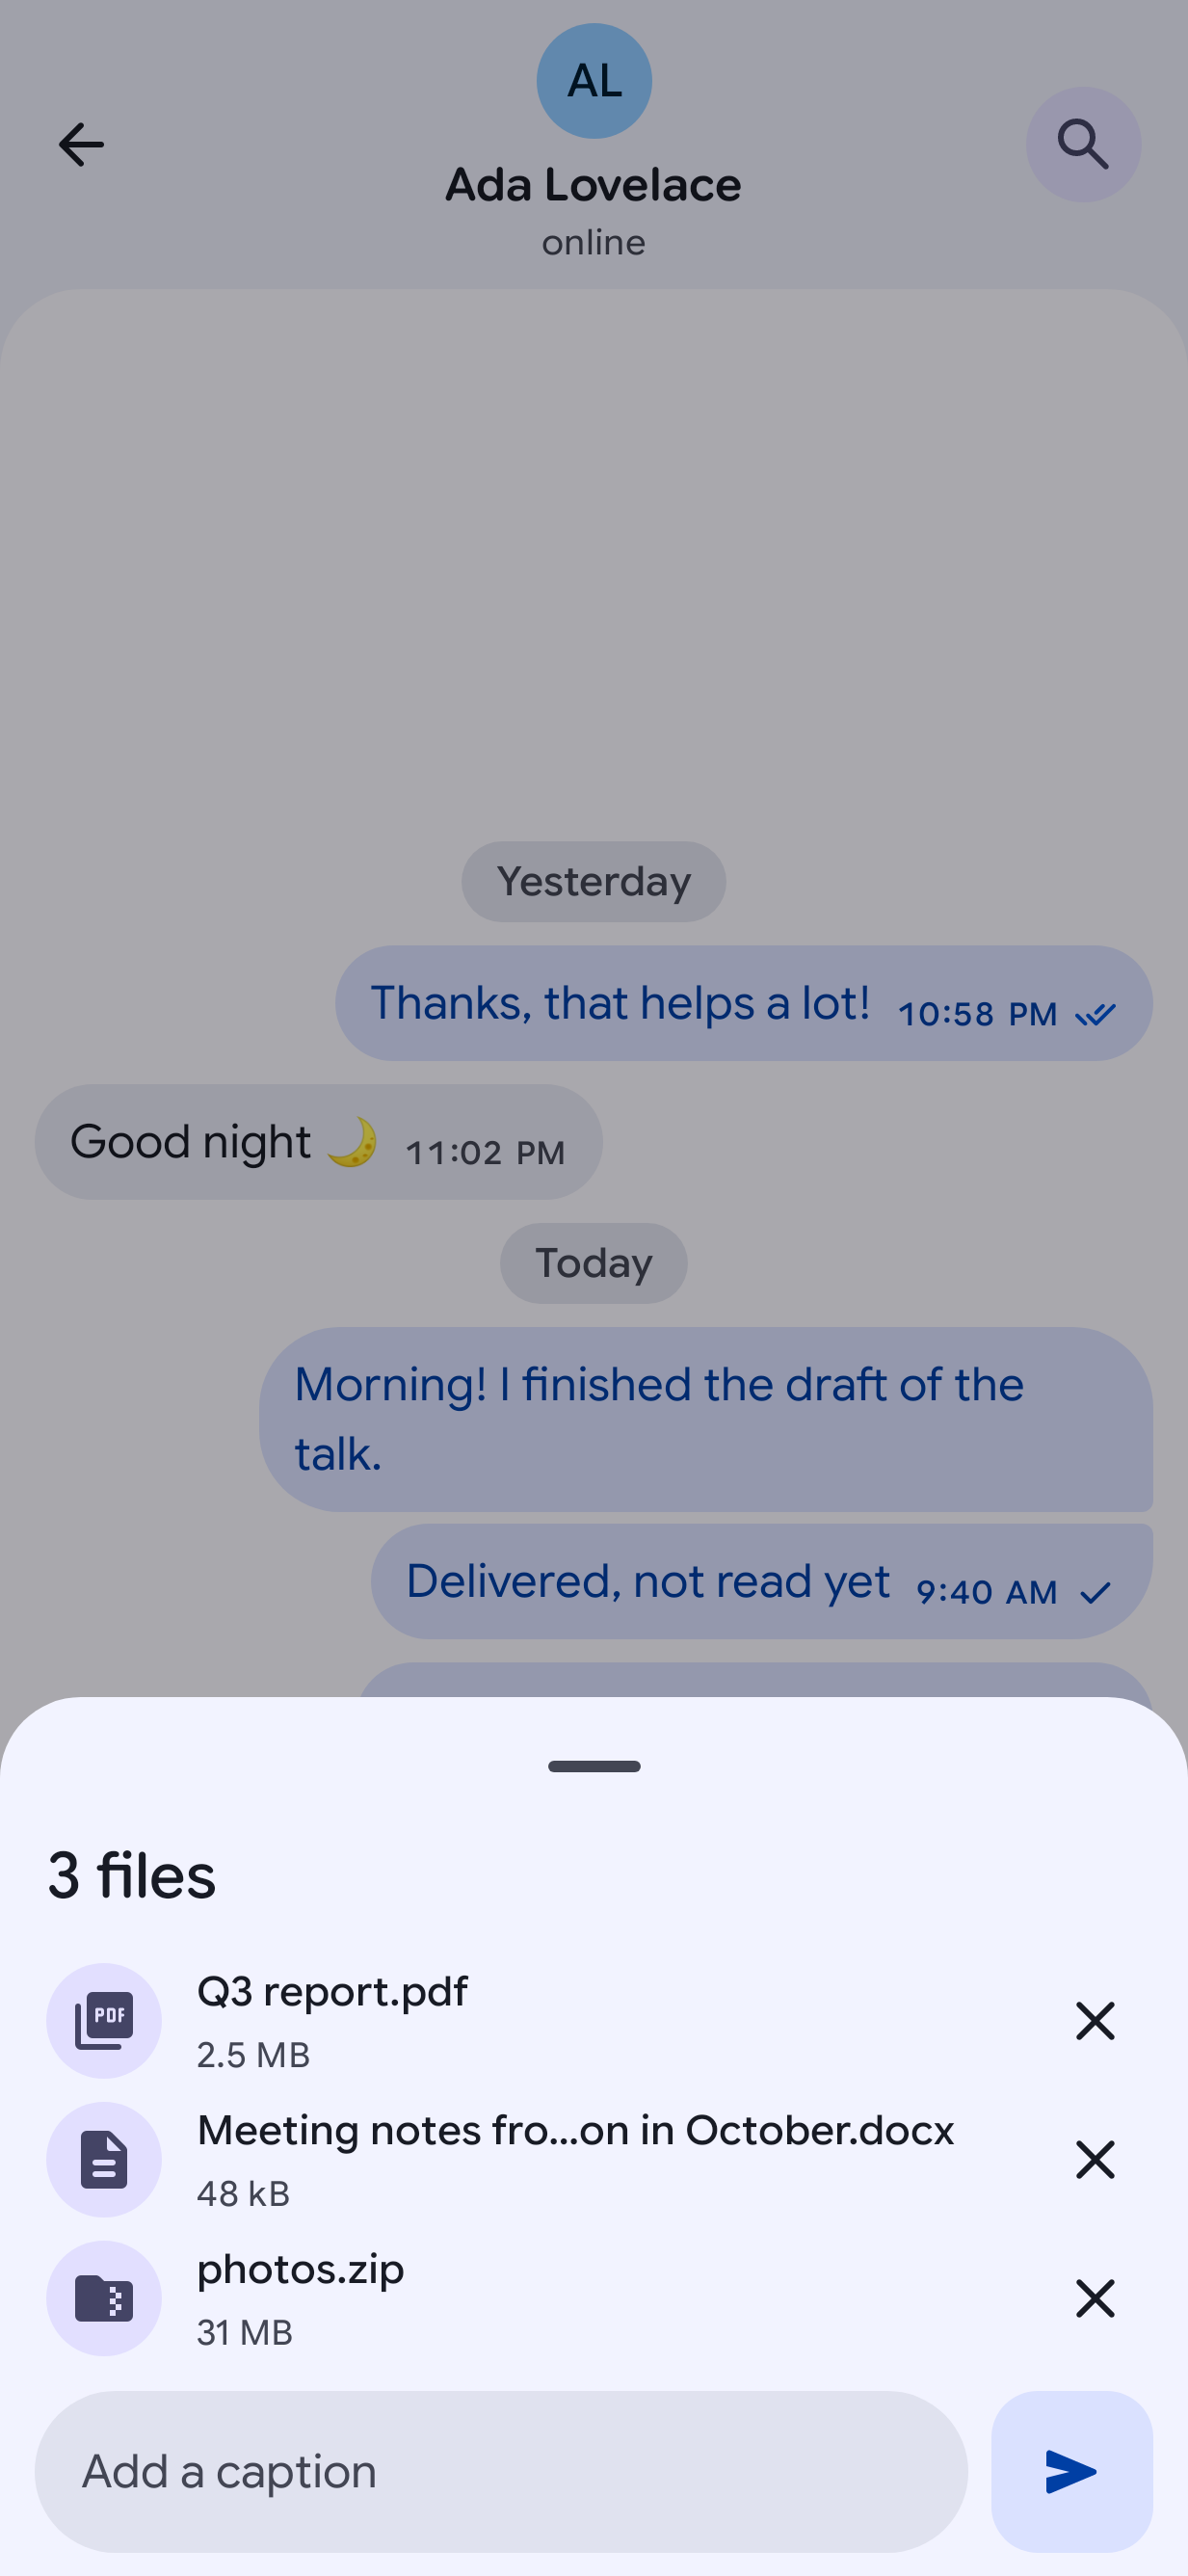 AL
Ada Lovelace
online
Yesterday
Thanks, that helps a lot! 10:58 PM
Good night 🌙 11:02 PM
Today
Morning! I finished the draft of the
talk.
Delivered, not read yet 9:40 AM
3 files
PDF
Q3 report.pdf
2.5 MB
Meeting notes fro...on in October.docx
48 kB
photos.zip
31 MB
Add a caption